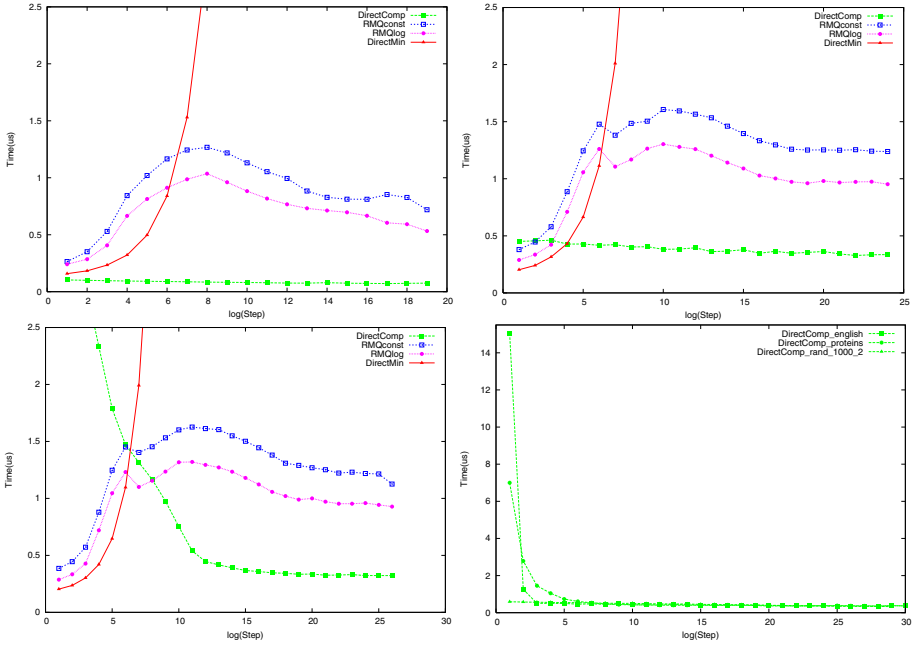 DirectComp
RMQconst
RMQlog
DirectMin
2.5
2
1.5
1
0.5
0
Time(us)
2 4 6 8 10 12 14 16 18 20
log(Step)
DirectComp
RMQconst
RMQlog
DirectMin
2.5
2
1.5
1
0.5
0
Time(us)
0 5 10 15 20 25
log(Step)
DirectComp
RMQconst
RMQlog
DirectMin
2.5
2
1.5
1
0.5
0
Time(us)
0 5 10 15 20 25 30
log(Step)
DirectComp_english
DirectComp_proteins
DirectComp_rand_1000_2
14
12
10
8
6
4
2
0
Time(us)
0 5 10 15 20 25 30
log(Step)